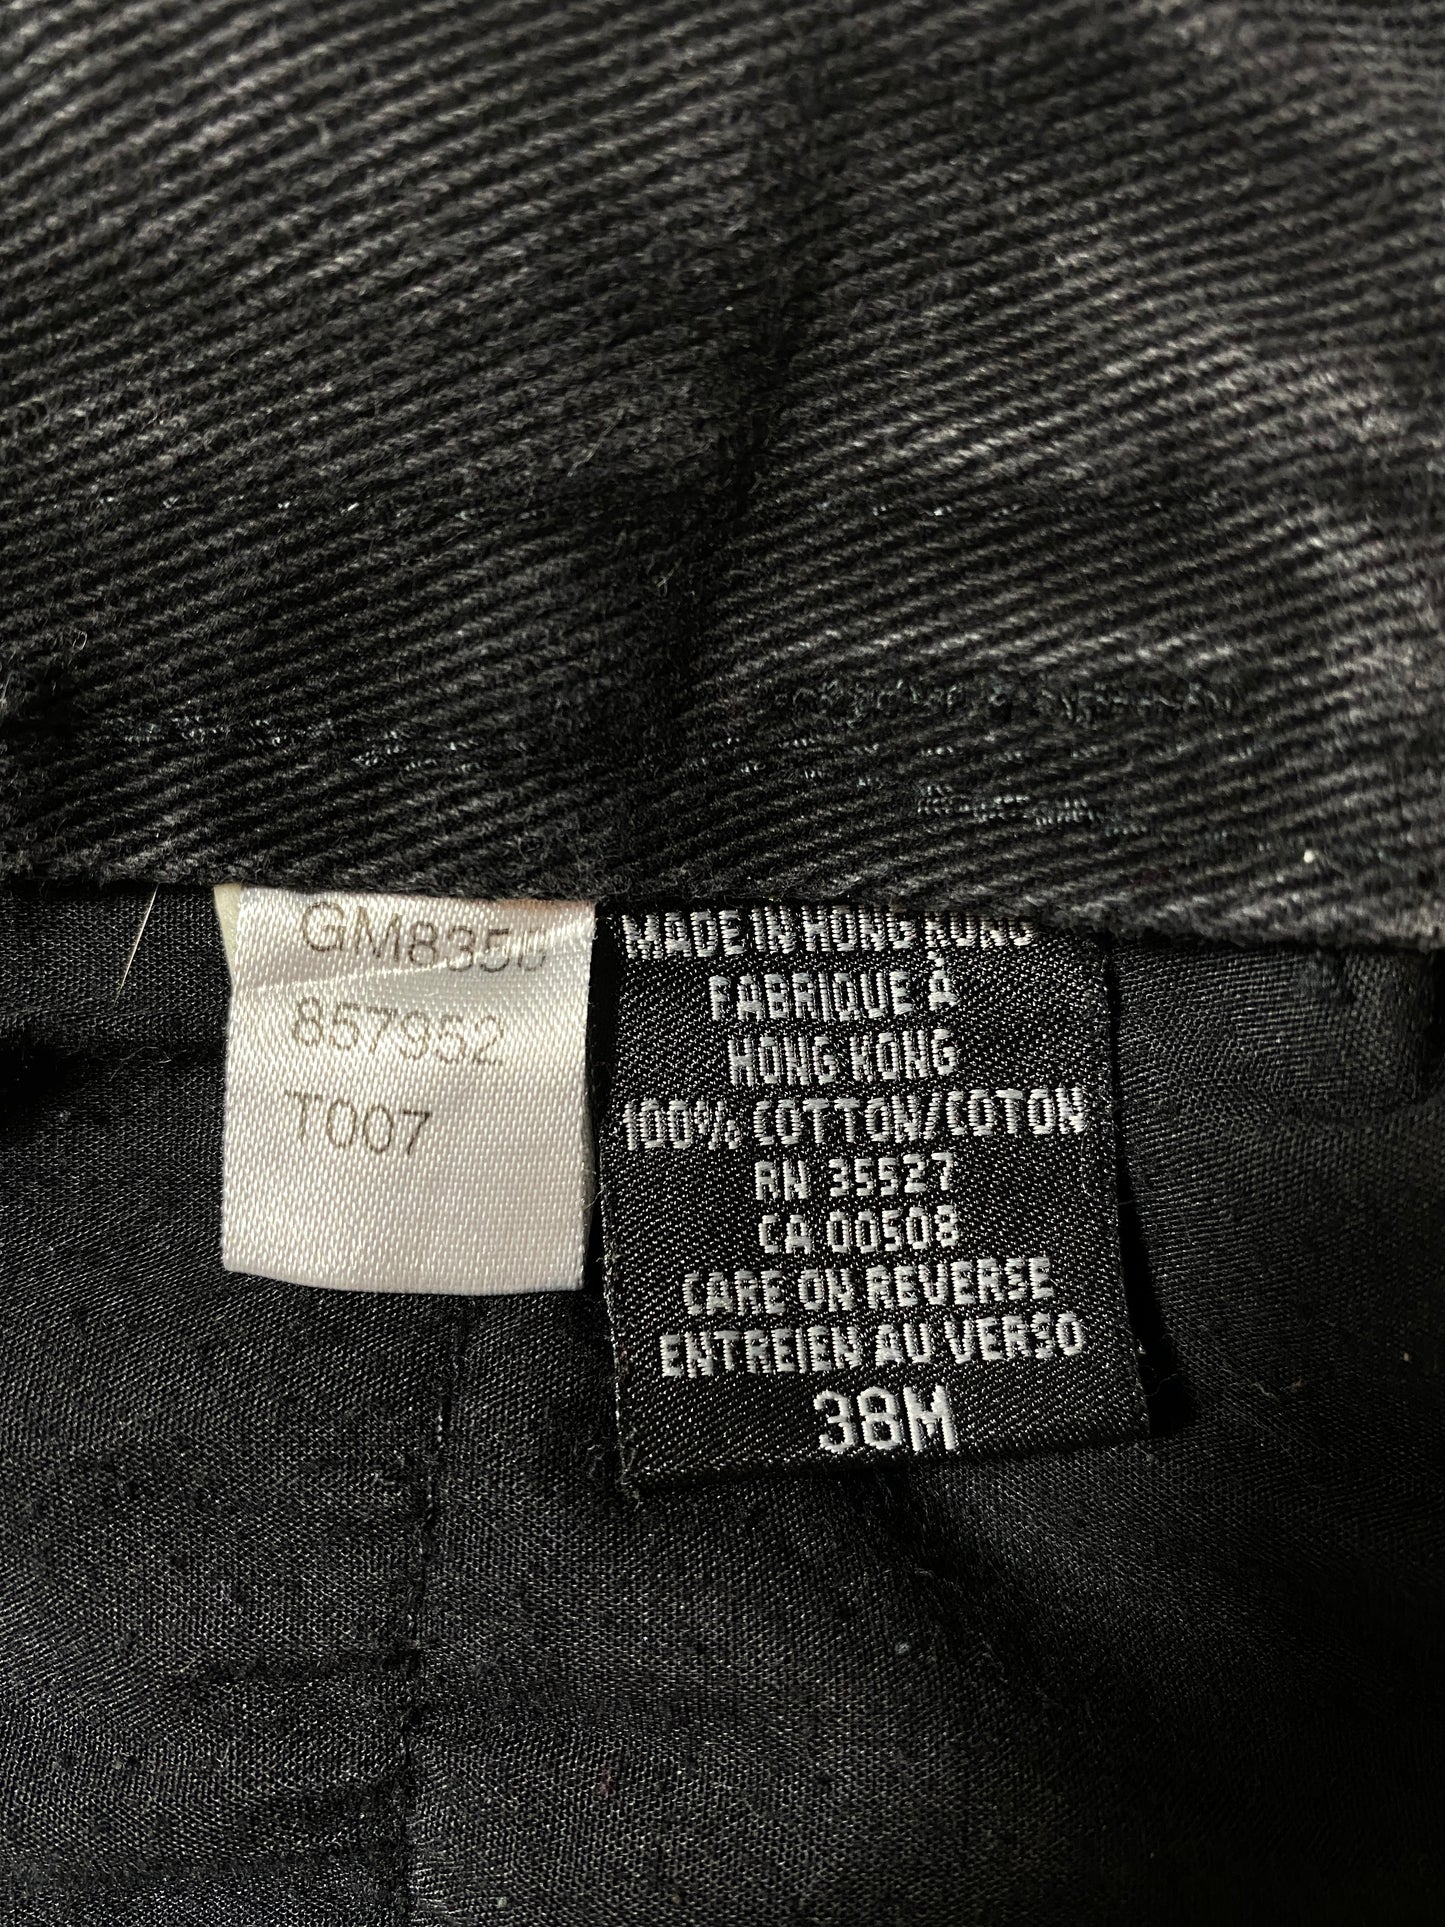 857952
T007
MADE IN HONG KONG
FABRIQUE À
HONG KONG
100% COTTON/COTON
RN 35527
CA 00508
CARE ON REVERSE
ENTREIEN AU VERSO
38M